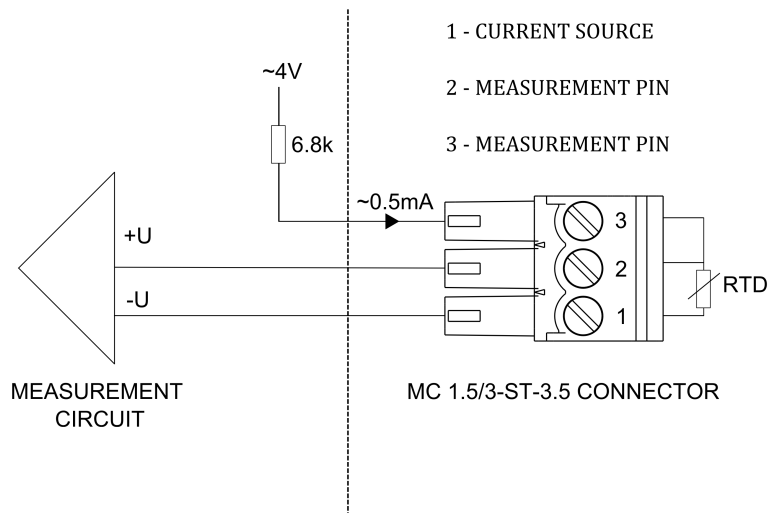 1 - CURRENT SOURCE
~4V
2 - MEASUREMENT PIN
6.8k
3 - MEASUREMENT PIN
~0.5mA
3
+U
2
RTD
-U
1
MEASUREMENT
CIRCUIT
MC 1.5/3-ST-3.5 CONNECTOR